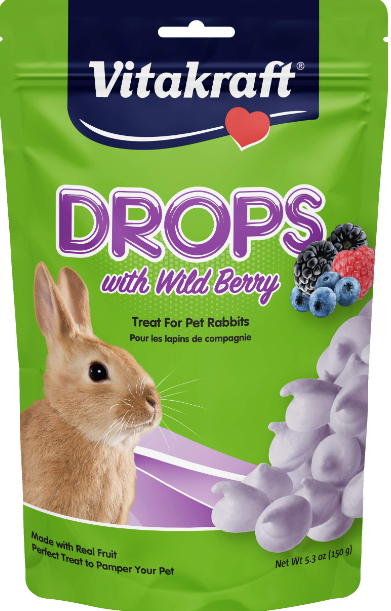 Vitakraft®
DROPS
with Wild Berry
Treat For Pet Rabbits
Pour les lapins de compagnie
Made with Real Fruit
Perfect Treat to Pamper Your Pet
Net Wt 5.3 oz (150 g)